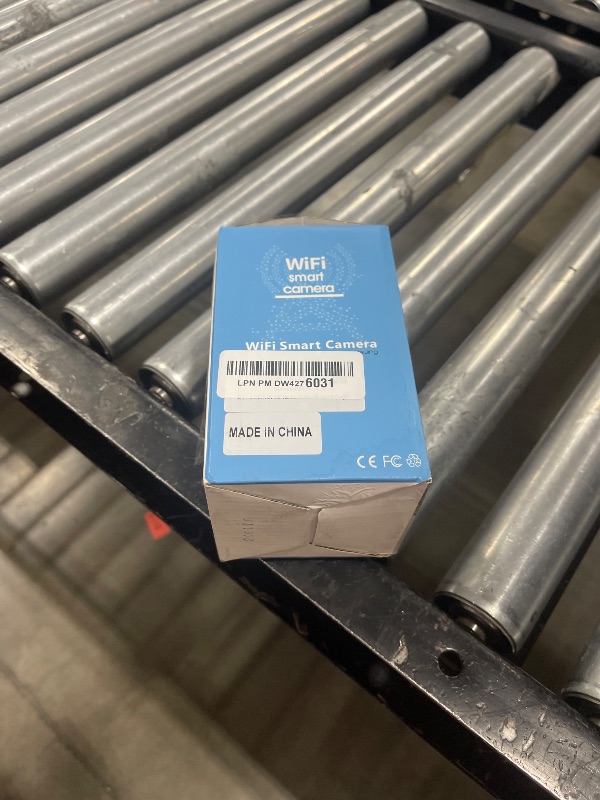 WiFi
smart
camera
WiFi Smart Camera
LPN PM DW4276031
MADE IN CHINA
CE FC